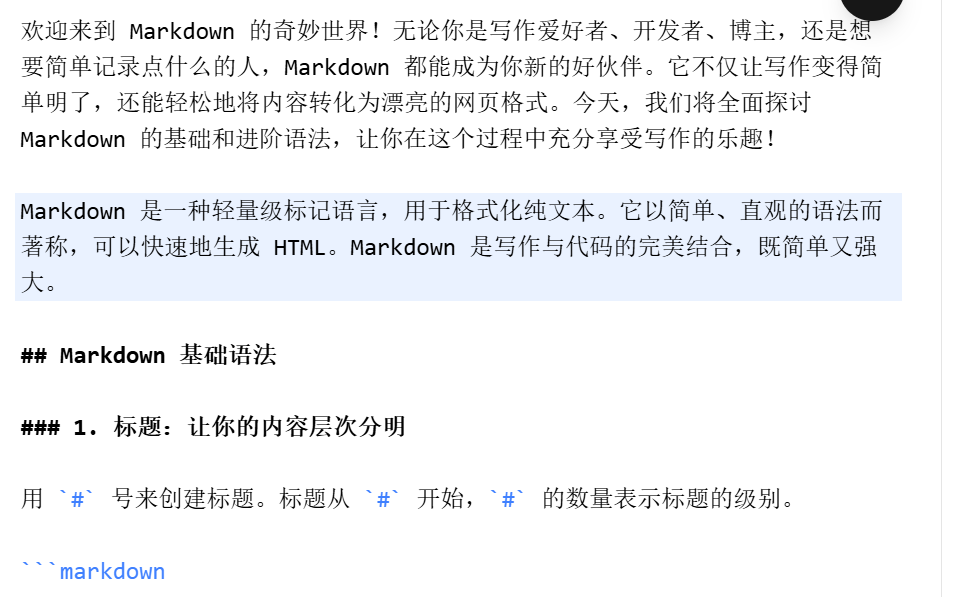 欢迎来到 Markdown 的奇妙世界！无论你是写作爱好者、开发者、博主，还是想
要简单记录点什么的人，Markdown 都能成为你新的好伙伴。它不仅让写作变得简
单明了，还能轻松地将内容转化为漂亮的网页格式。今天，我们将全面探讨
Markdown 的基础和进阶语法，让你在这个过程中充分享受写作的乐趣！
Markdown 是一种轻量级标记语言，用于格式化纯文本。它以简单、直观的语法而
著称，可以快速地生成 HTML。Markdown 是写作与代码的完美结合，既简单又强
大。
## Markdown 基础语法
### 1. 标题：让你的内容层次分明
用 `#` 号来创建标题。标题从 `#` 开始，`#` 的数量表示标题的级别。
```markdown